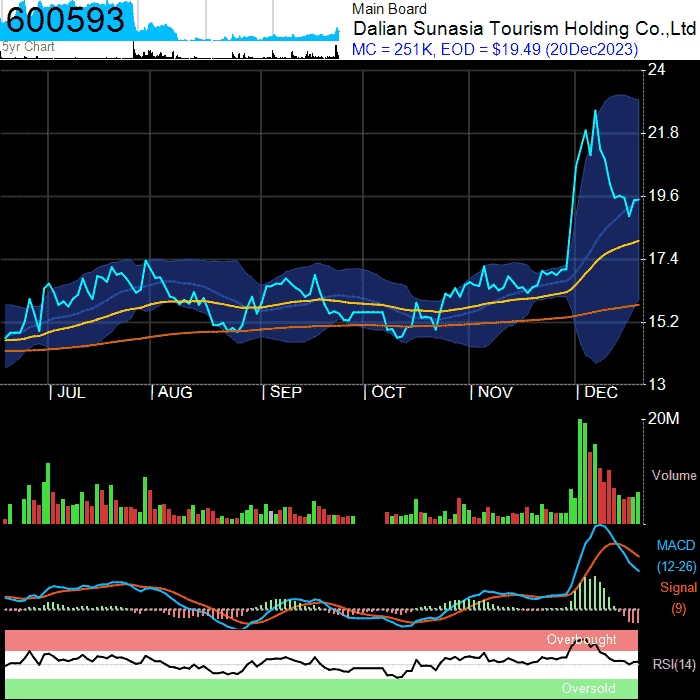 600593
5yr Chart
Main Board
Dalian Sunasia Tourism Holding Co.,Ltd
MC = 251K, EOD = $19.49 (20Dec2023)
24
21.8
19.6
17.4
15.2
13
JUL
AUG
SEP
OCT
NOV
DEC
20M
Volume
MACD
(12-26)
Signal
(9)
Overbought
RSI(14)
Oversold